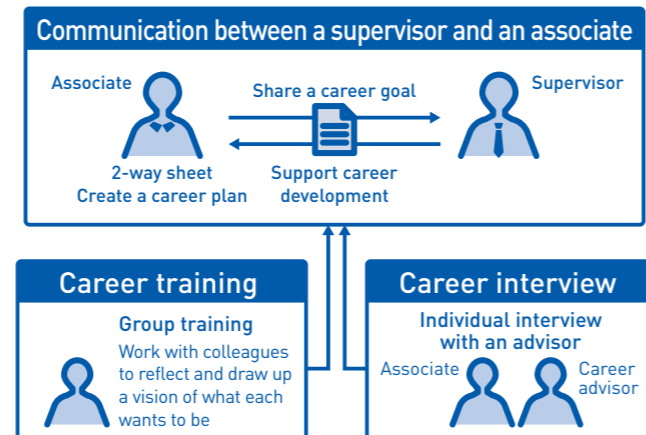 Communication between a supervisor and an associate
Associate
Share a career goal
Supervisor
2-way sheet
Create a career plan
Support career
development
Career training
Group training
Work with colleagues
to reflect and draw up
a vision of what each
wants to be
Career interview
Individual interview
with an advisor
Associate
Career
advisor